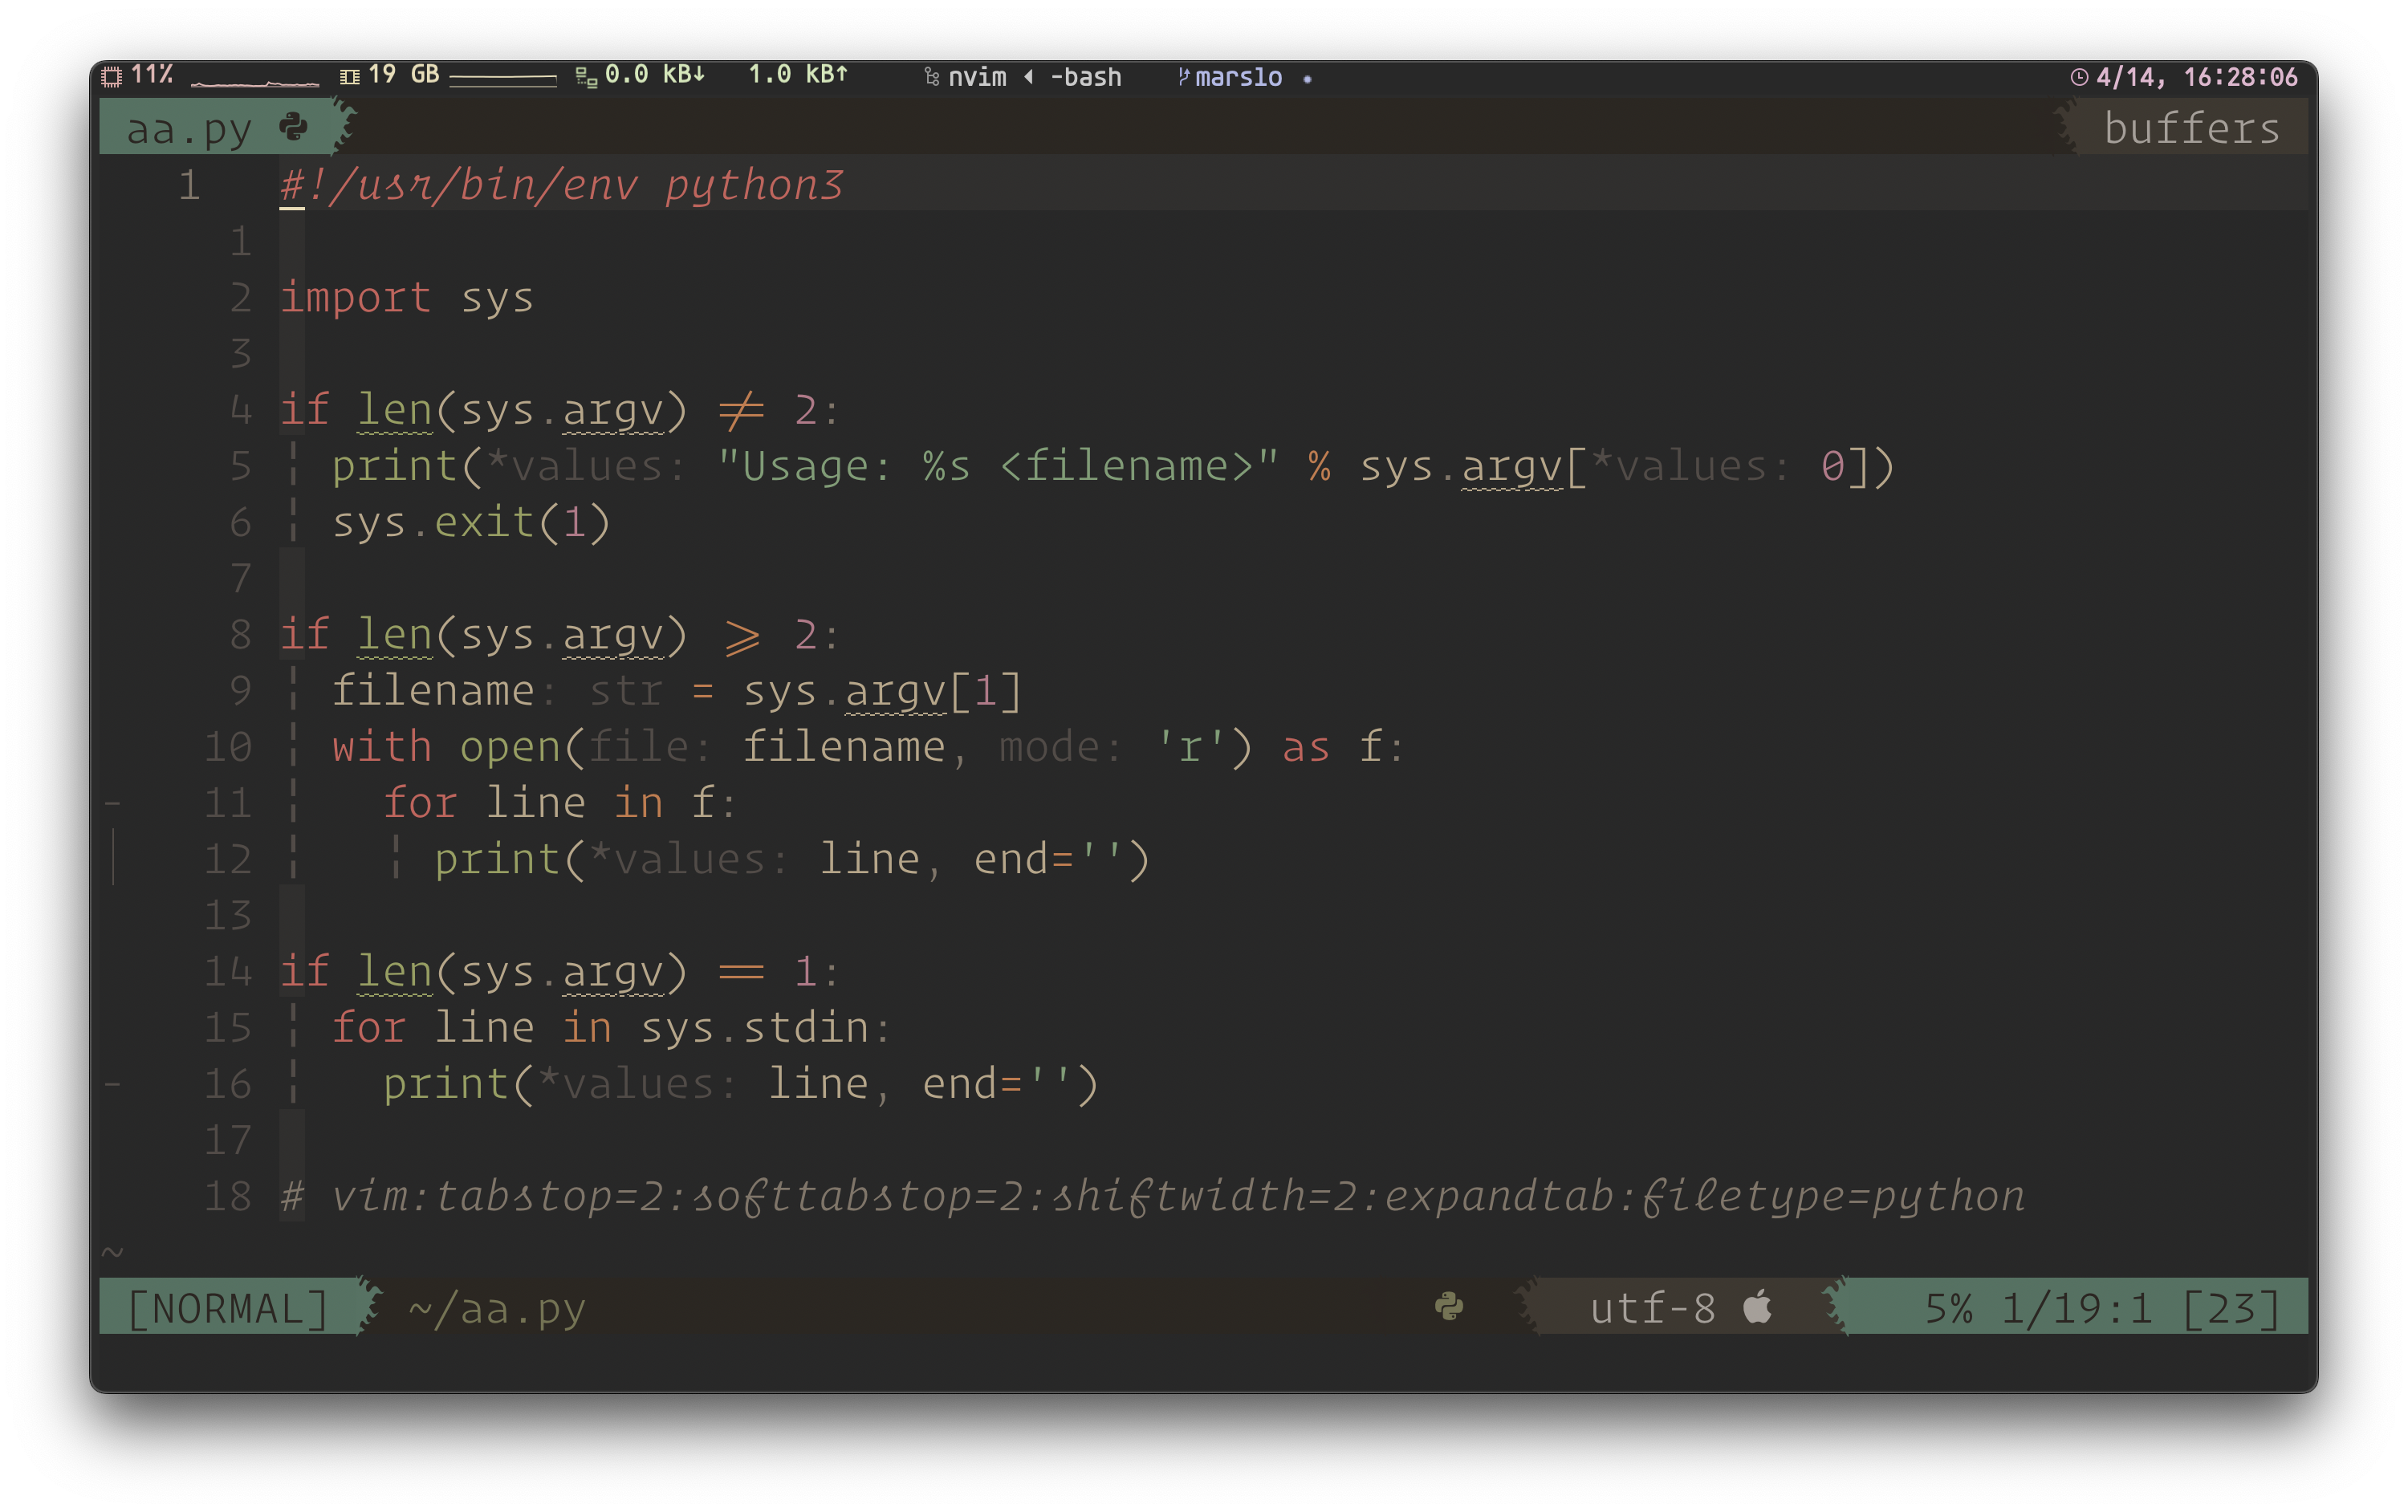 11% 19 GB 0.0 kB↓ 1.0 kB↑ nvim -bash marslo 4/14, 16:28:06
aa.py buffers
1 #!/usr/bin/env python3
1
2 import sys
3
4 if len(sys.argv) ≠ 2:
5 print(*values: "Usage: %s <filename>" % sys.argv[*values: 0])
6 sys.exit(1)
7
8 if len(sys.argv) ⩾ 2:
9 filename: str = sys.argv[1]
10 with open(file: filename, mode: 'r') as f:
11 for line in f:
12 print(*values: line, end='')
13
14 if len(sys.argv) == 1:
15 for line in sys.stdin:
16 print(*values: line, end='')
17
18 # vim:tabstop=2:softtabstop=2:shiftwidth=2:expandtab:filetype=python
~
[NORMAL] ~/aa.py utf-8 5% 1/19:1 [23]